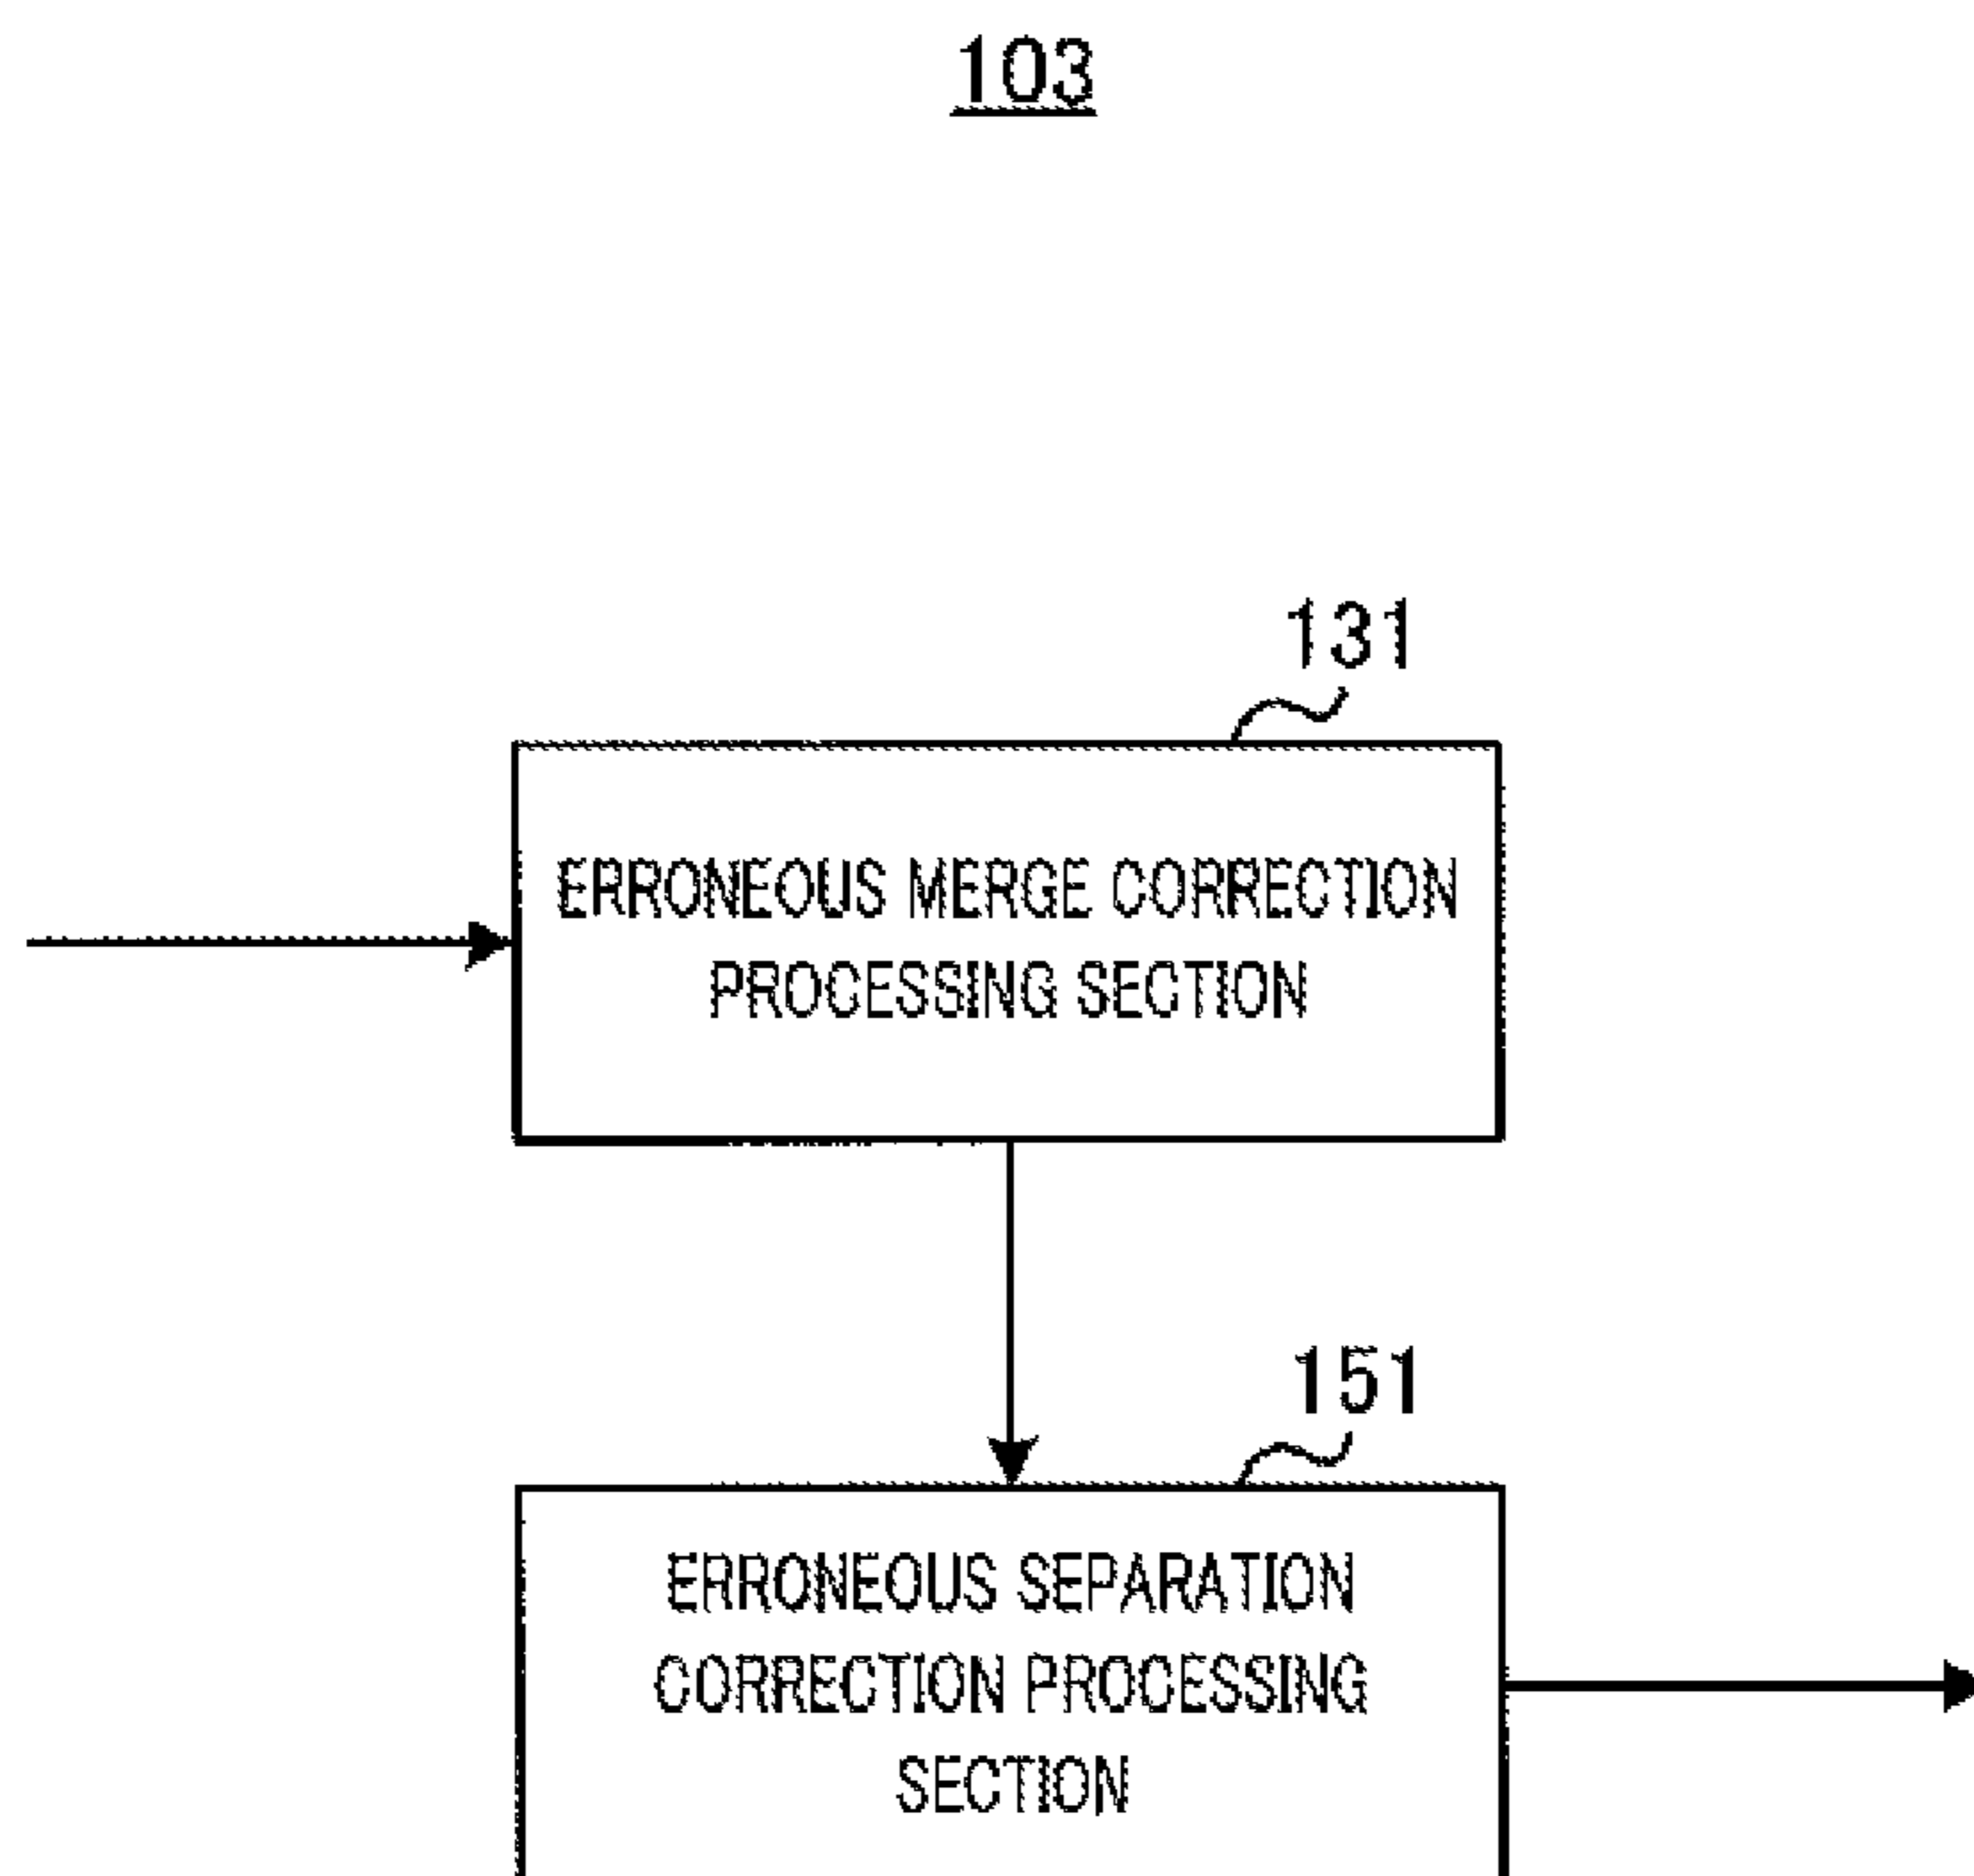 103
131
ERRONEOUS MERGE CORRECTION
PROCESSING SECTION
151
ERRONEOUS SEPARATION
CORRECTION PROCESSING
SECTION